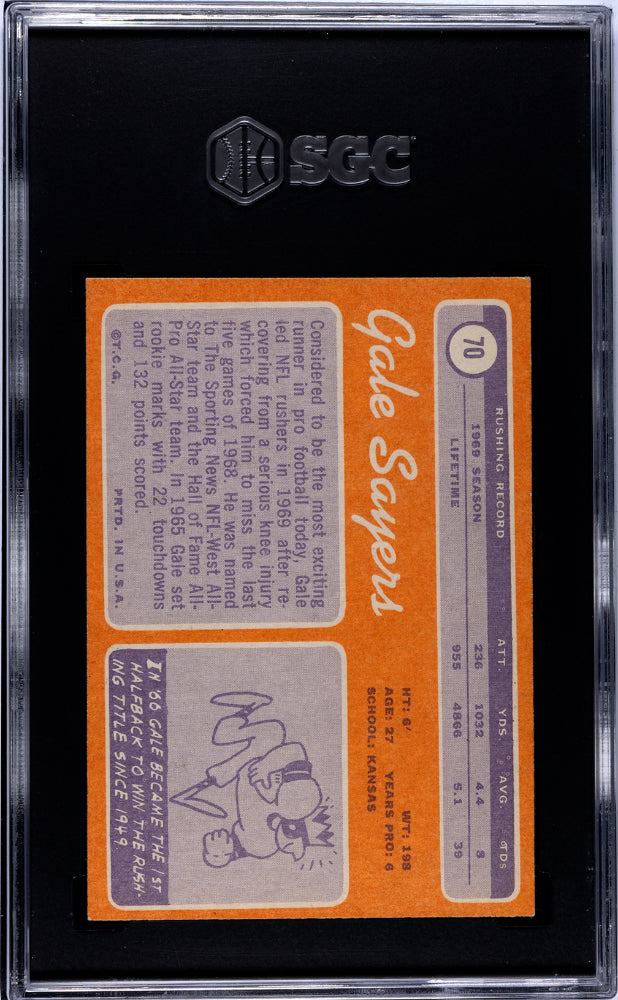 SGC
70
RUSHING RECORD ATT. YDS. AVG. TDS
1969 SEASON 236 1032 4.4 8
LIFETIME 955 4866 5.1 39
Gale Sayers
HT: 6' WT: 198
AGE: 27 YEARS PRO: 6
SCHOOL: KANSAS
Considered to be the most exciting
runner in pro football today, Gale
led NFL rushers in 1969 after re-
covering from a serious knee injury
which forced him to miss the last
five games of 1968. He was named
to The Sporting News NFL-West All-
Star team and the Hall of Fame All-
Pro All-Star team. In 1965 Gale set
rookie marks with 22 touchdowns
and 132 points scored.
©T.C.G. PRTD. IN U.S.A.
IN '66 GALE BECAME THE 1ST
HALFBACK TO WIN THE RUSH-
ING TITLE SINCE 1949.